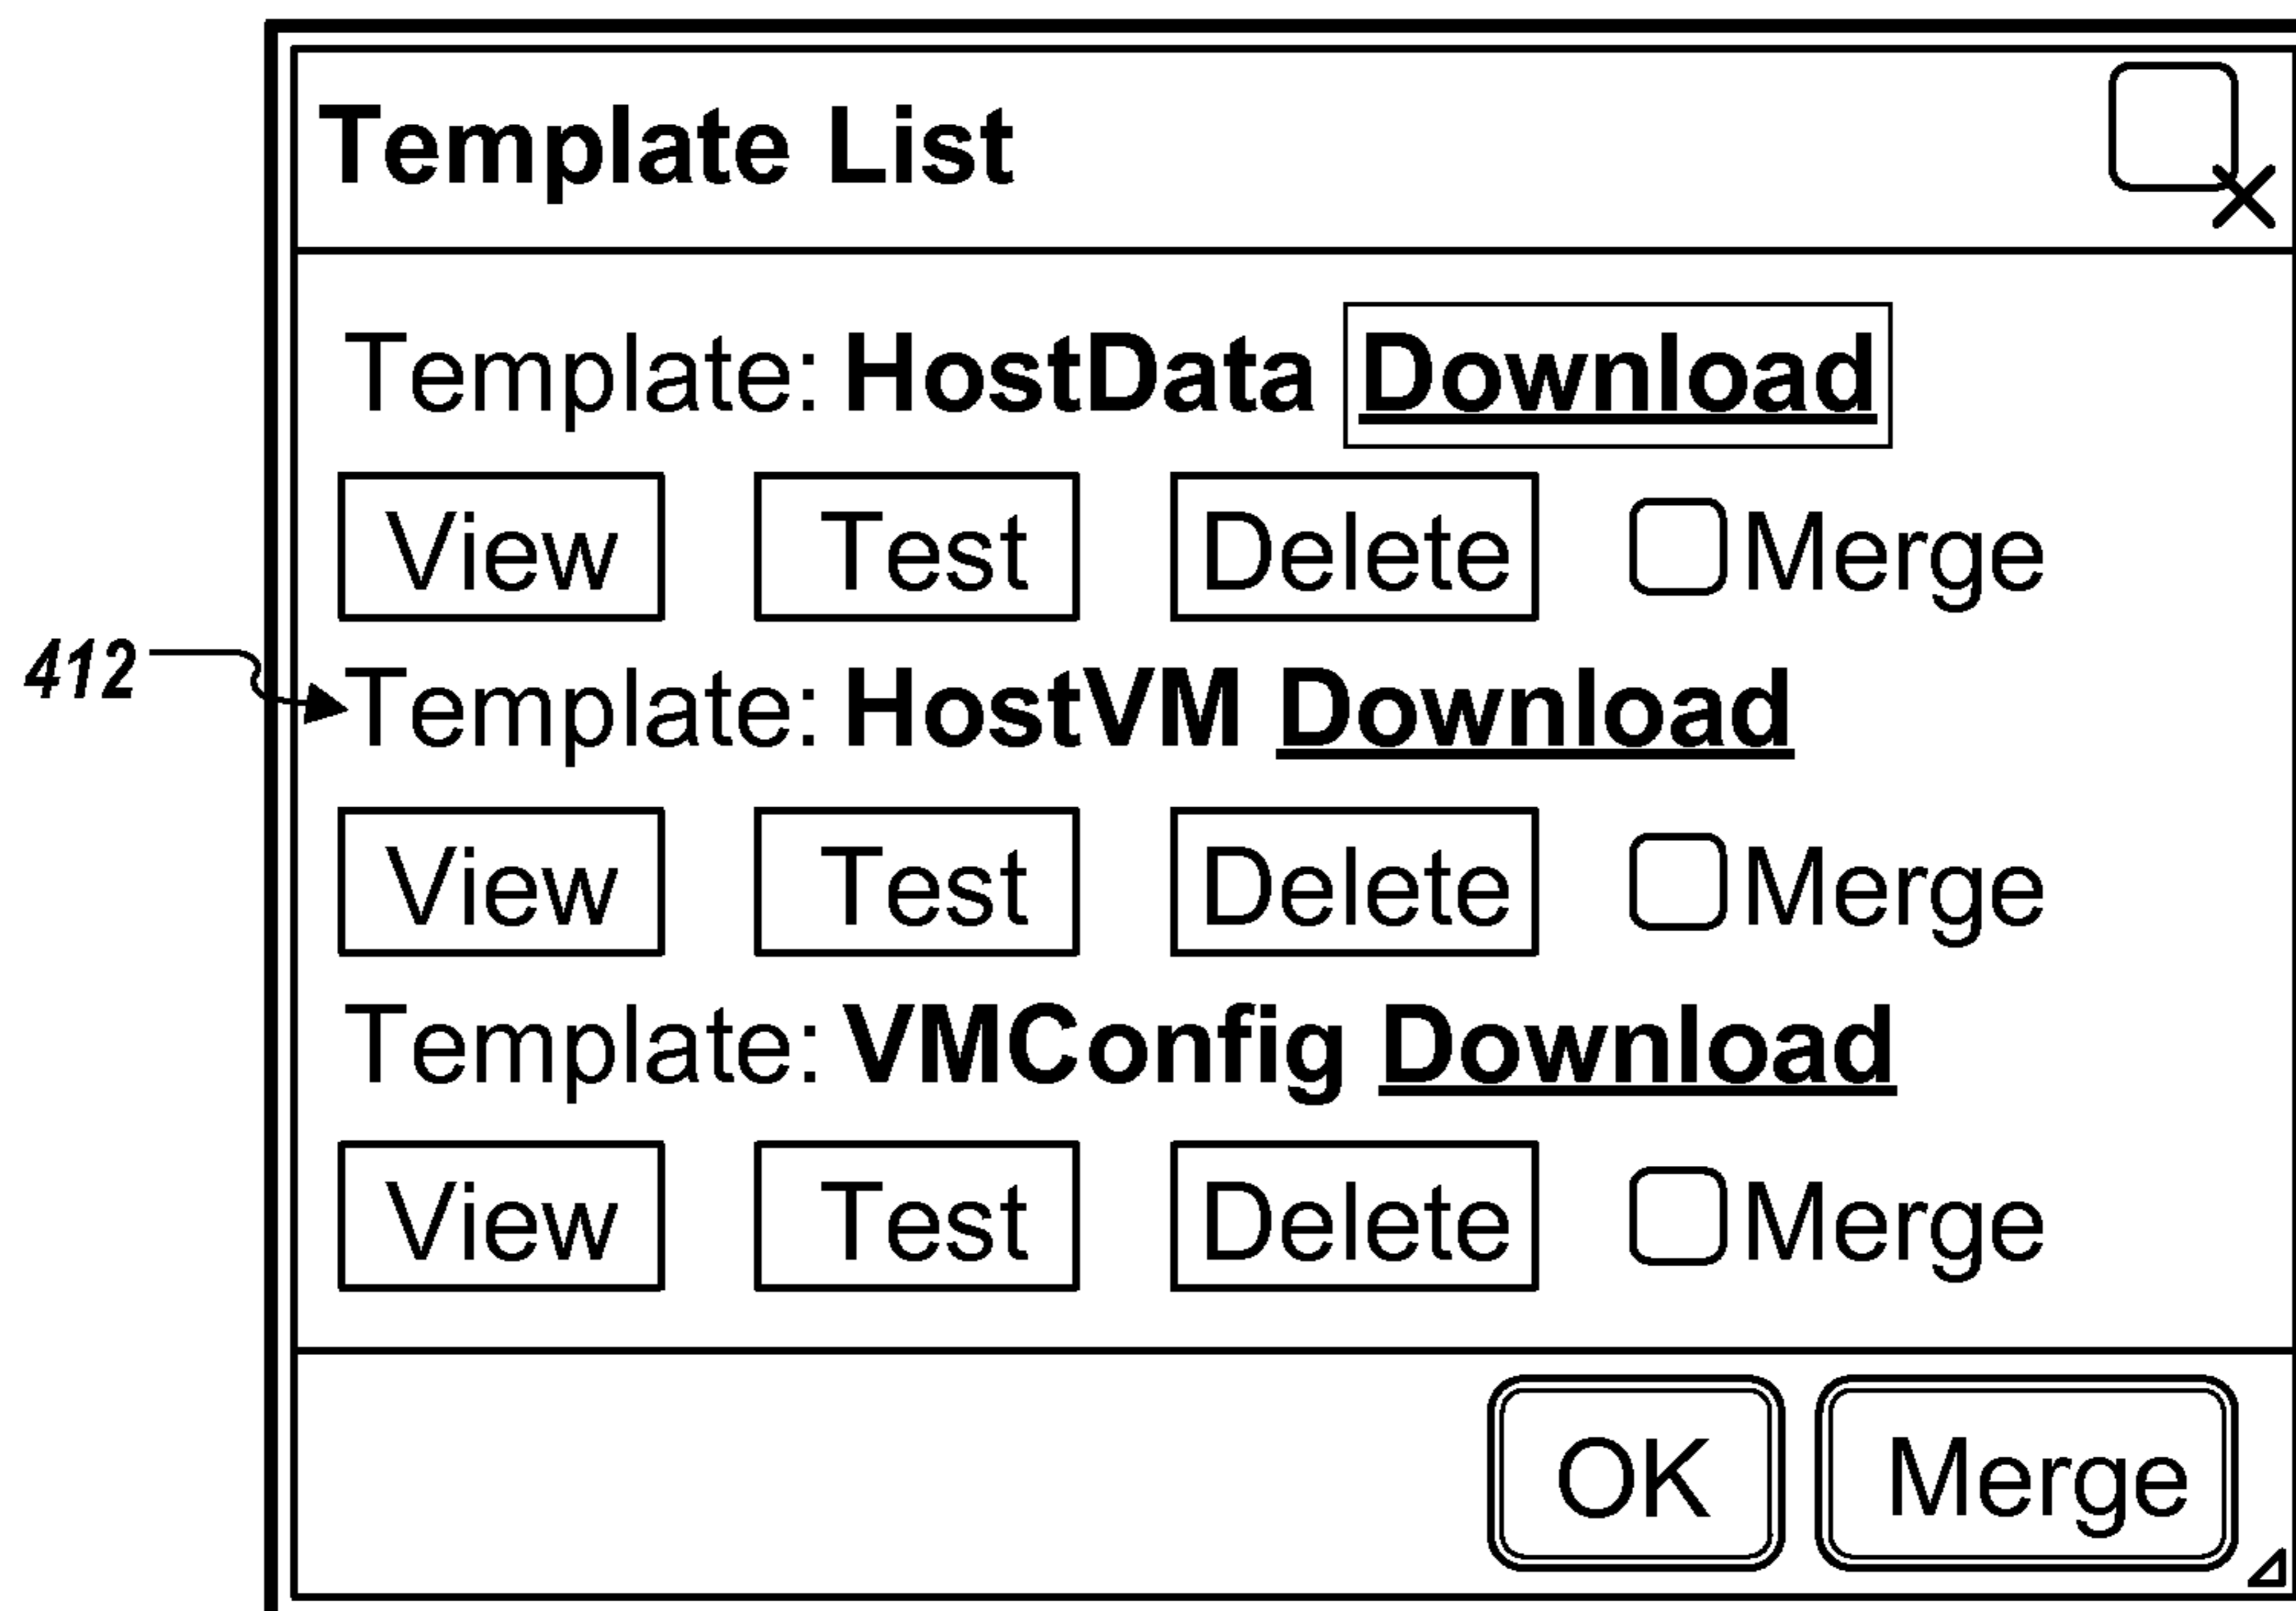 Template List
Template: HostData Download
View Test Delete Merge
412
Template: HostVM Download
View Test Delete Merge
Template: VMConfig Download
View Test Delete Merge
OK Merge